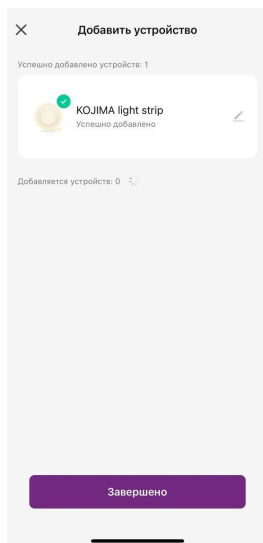 Добавить устройство
Успешно добавлено устройств: 1
KOJIMA light strip
Успешно добавлено
Добавляется устройств: 0
Завершено